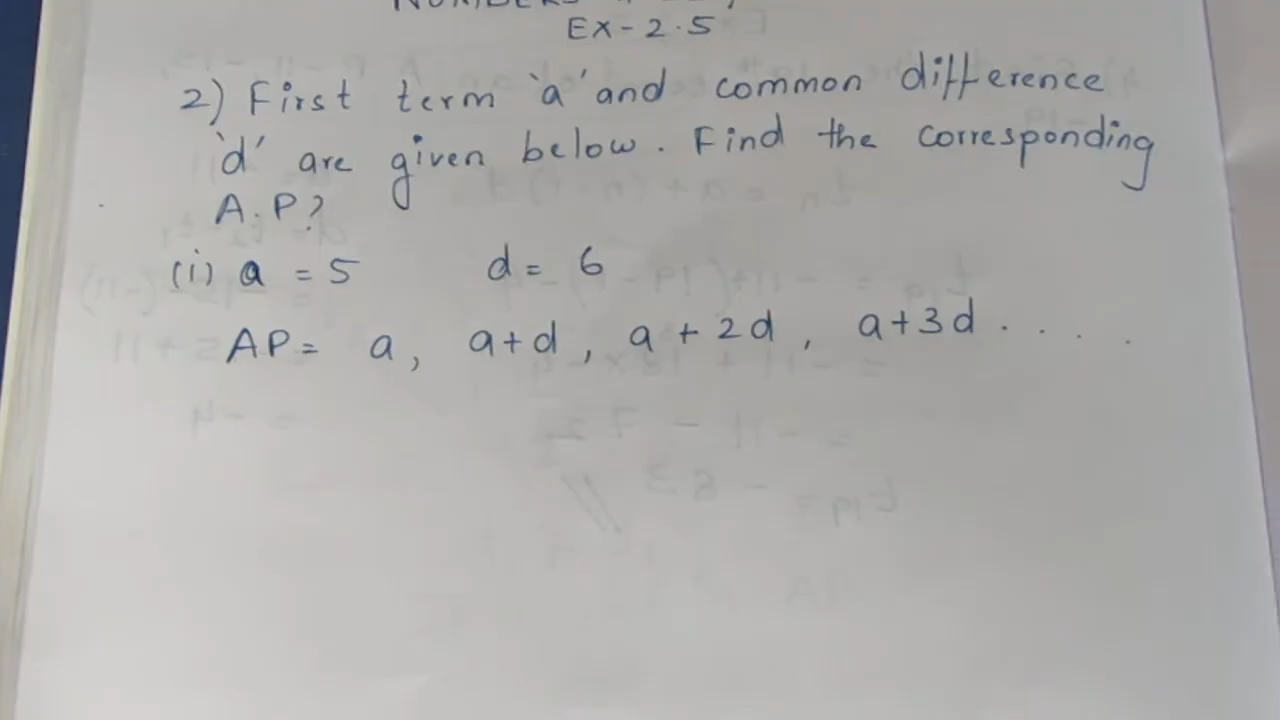 Ex-2.5
2) First term 'a' and common difference
'd' are given below. Find the corresponding
A.P?
(i) a = 5 d = 6
AP = a, a+d, a + 2d, a+3d....